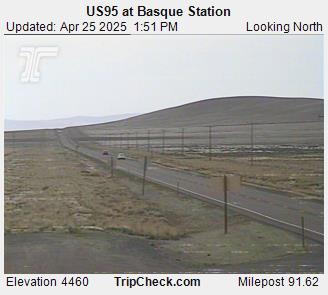 US95 at Basque Station
Updated: Apr 25 2025 1:51 PM Looking North
Elevation 4460 TripCheck.com Milepost 91.62